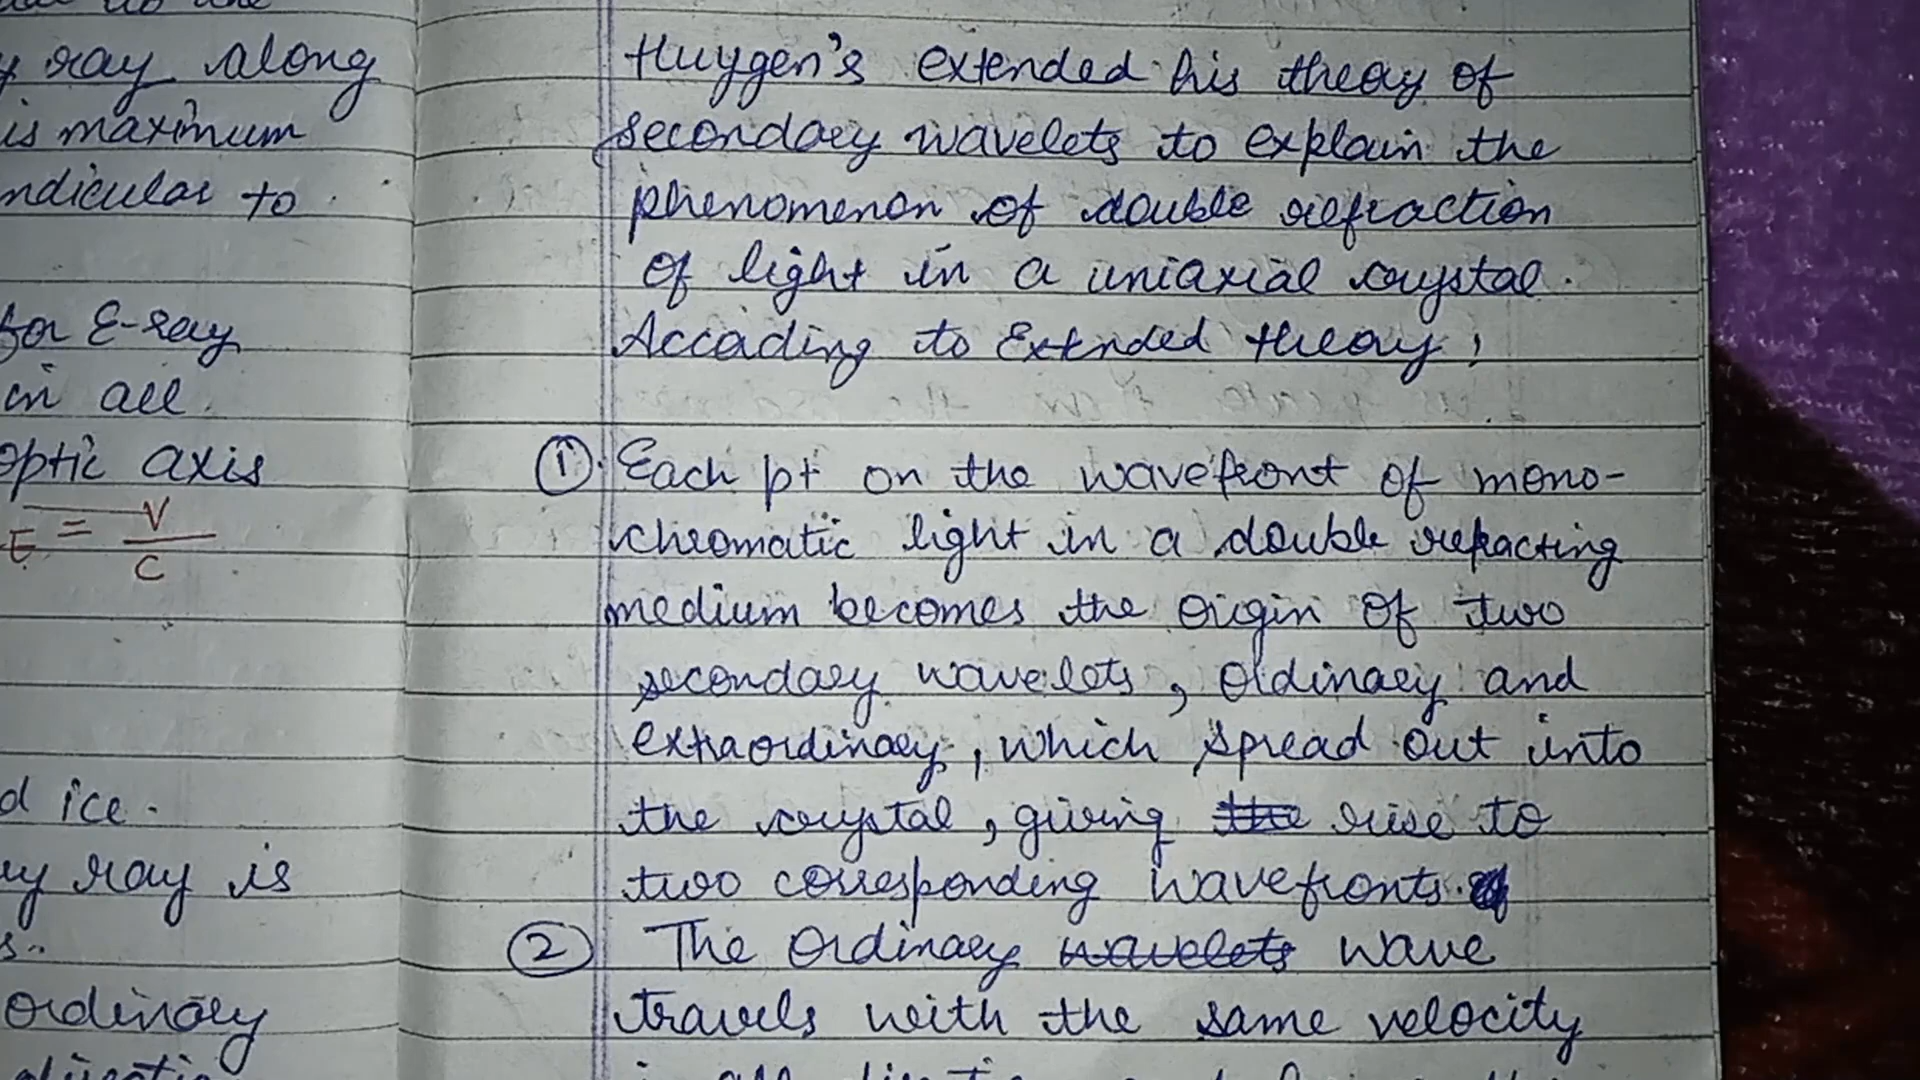 y ray along
is maximum
ndicular to
for E-ray
in all
optic axis
E = V
C
d ice.
ry ray is
s..
ordinary
Huygen's extended his theory of
secondary wavelets to explain the
phenomenon of double refraction
of light in a uniaxial crystal.
Accoding to Extended theory,
① Each pt on the wavefront of mono-
chromatic light in a double refracting
medium becomes the origin of two
secondary wavelets, ordinary and
extraordinary, which spread out into
the crystal, giving the rise to
two corresponding wavefronts.
② The ordinary wavelets wave
travels with the same velocity